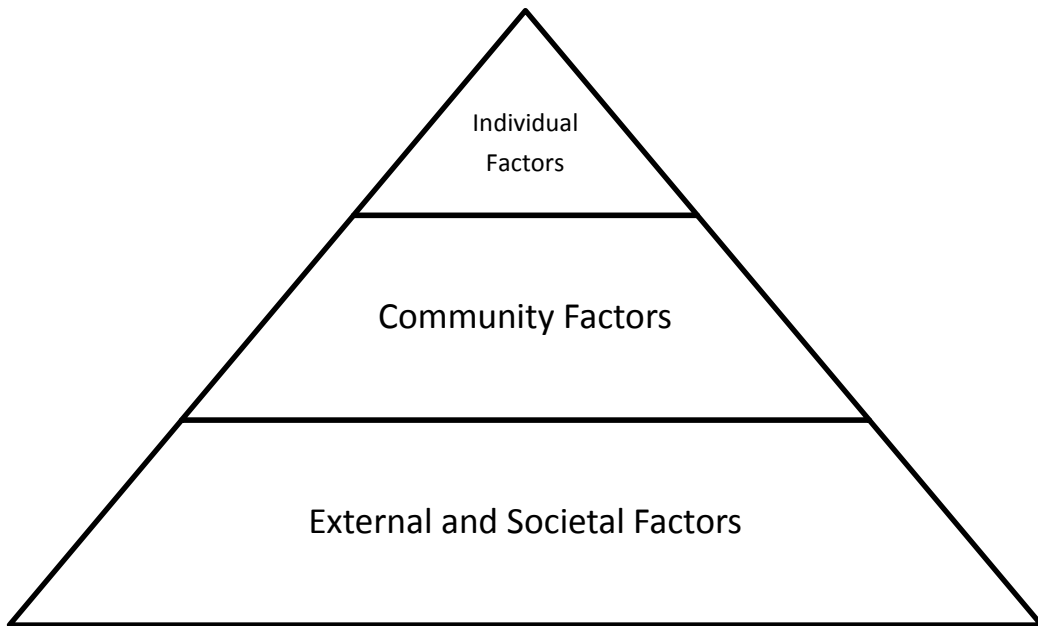 Individual
Factors
Community Factors
External and Societal Factors